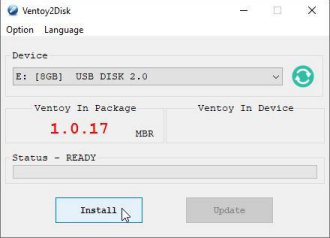 Ventoy2Disk
Option Language
Device
E: [8GB] USB DISK 2.0
Ventoy In Package
Ventoy In Device
1.0.17 MBR
Status - READY
Install
Update